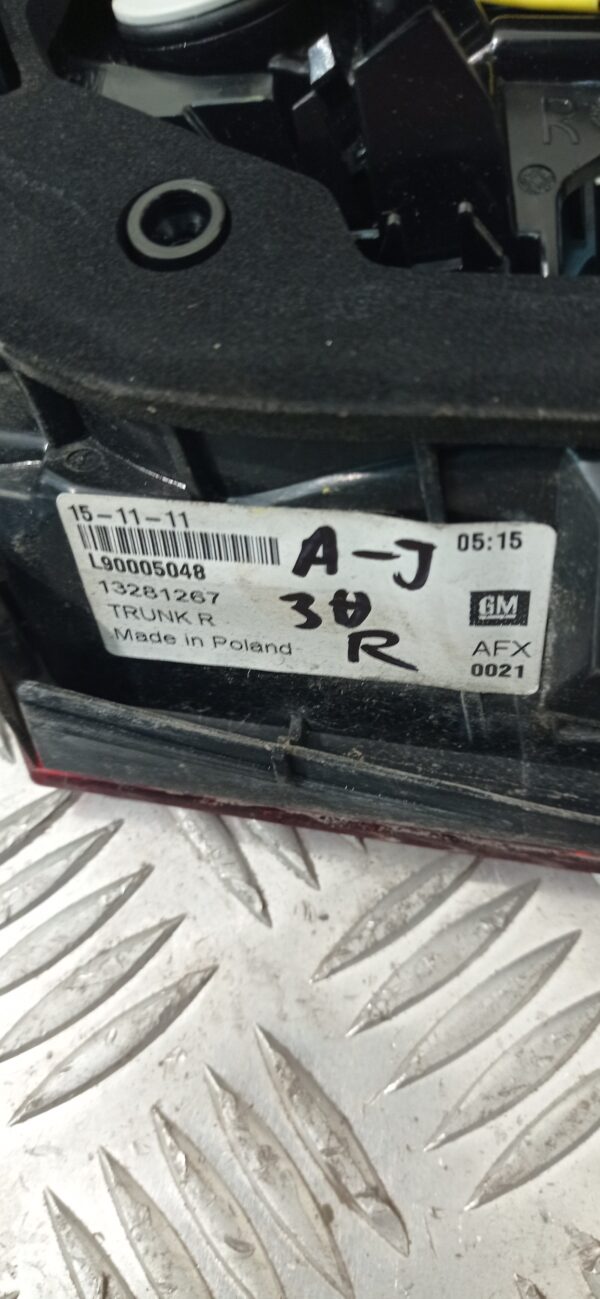 R
15-11-11
05:15
L90005048
A-J
13281267
GM
TRUNK R
Made in Poland
R
AFX
0021